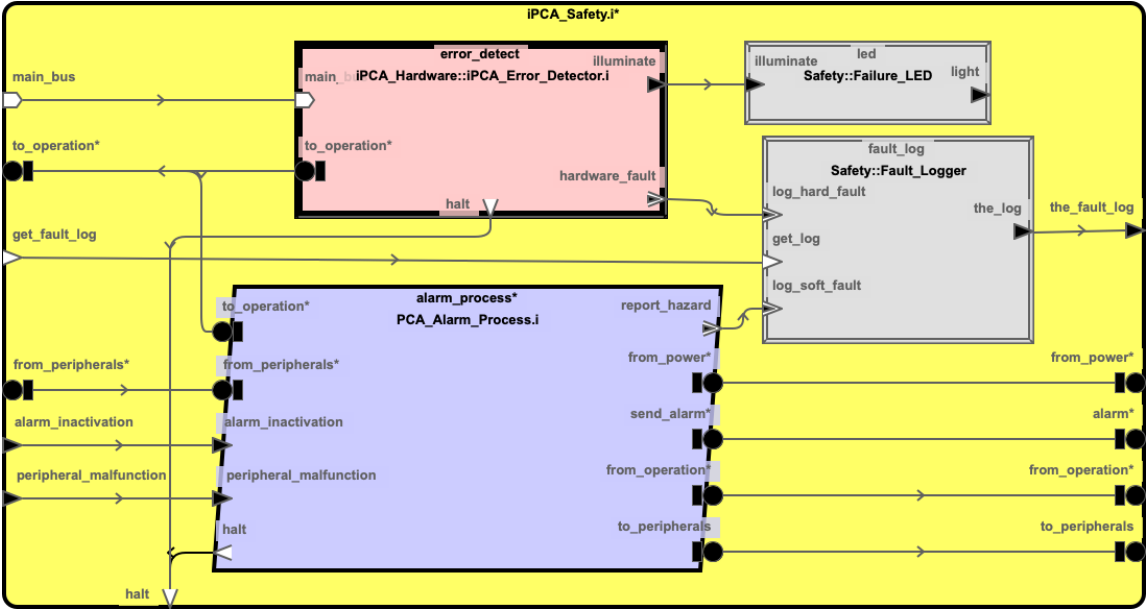 iPCA_Safety.i*
error_detect
iPCA_Hardware::iPCA_Error_Detector.i
main_bus
illuminate
to_operation*
hardware_fault
halt
led
Safety::Failure_LED
illuminate
light
fault_log
Safety::Fault_Logger
log_hard_fault
the_log
get_log
log_soft_fault
main_bus
to_operation*
get_fault_log
from_peripherals*
alarm_inactivation
peripheral_malfunction
halt
alarm_process*
PCA_Alarm_Process.i
to_operation*
report_hazard
from_peripherals*
from_power*
alarm_inactivation
send_alarm*
peripheral_malfunction
from_operation*
halt
to_peripherals
the_fault_log
from_power*
alarm*
from_operation*
to_peripherals